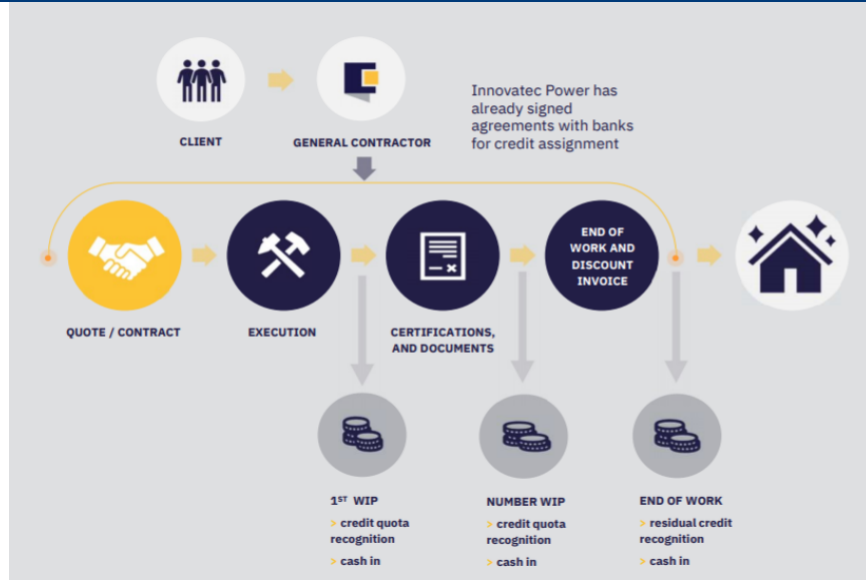 Innovatec Power has
already signed
agreements with banks
for credit assignment
CLIENT
GENERAL CONTRACTOR
END OF
WORK AND
DISCOUNT
INVOICE
QUOTE / CONTRACT
EXECUTION
CERTIFICATIONS,
AND DOCUMENTS
1ST WIP
> credit quota
recognition
> cash in
NUMBER WIP
> credit quota
recognition
> cash in
END OF WORK
> residual credit
recognition
> cash in